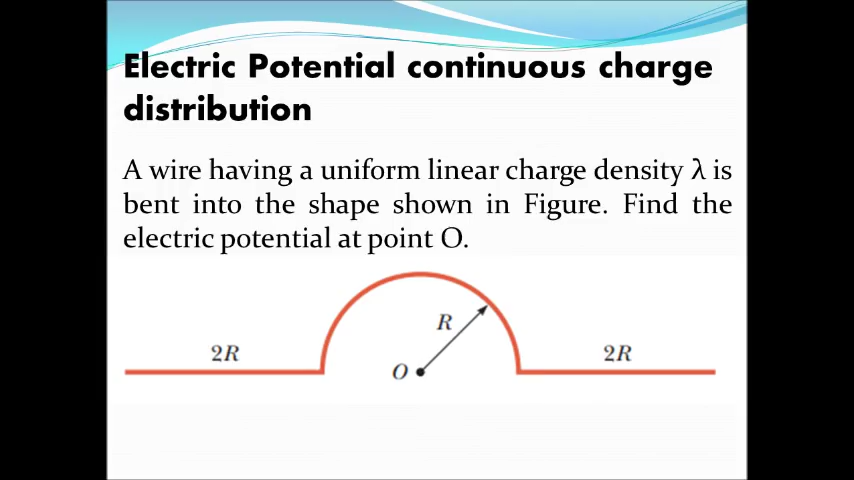 Electric Potential continuous charge
distribution
A wire having a uniform linear charge density λ is
bent into the shape shown in Figure. Find the
electric potential at point O.
R
2R
2R
O